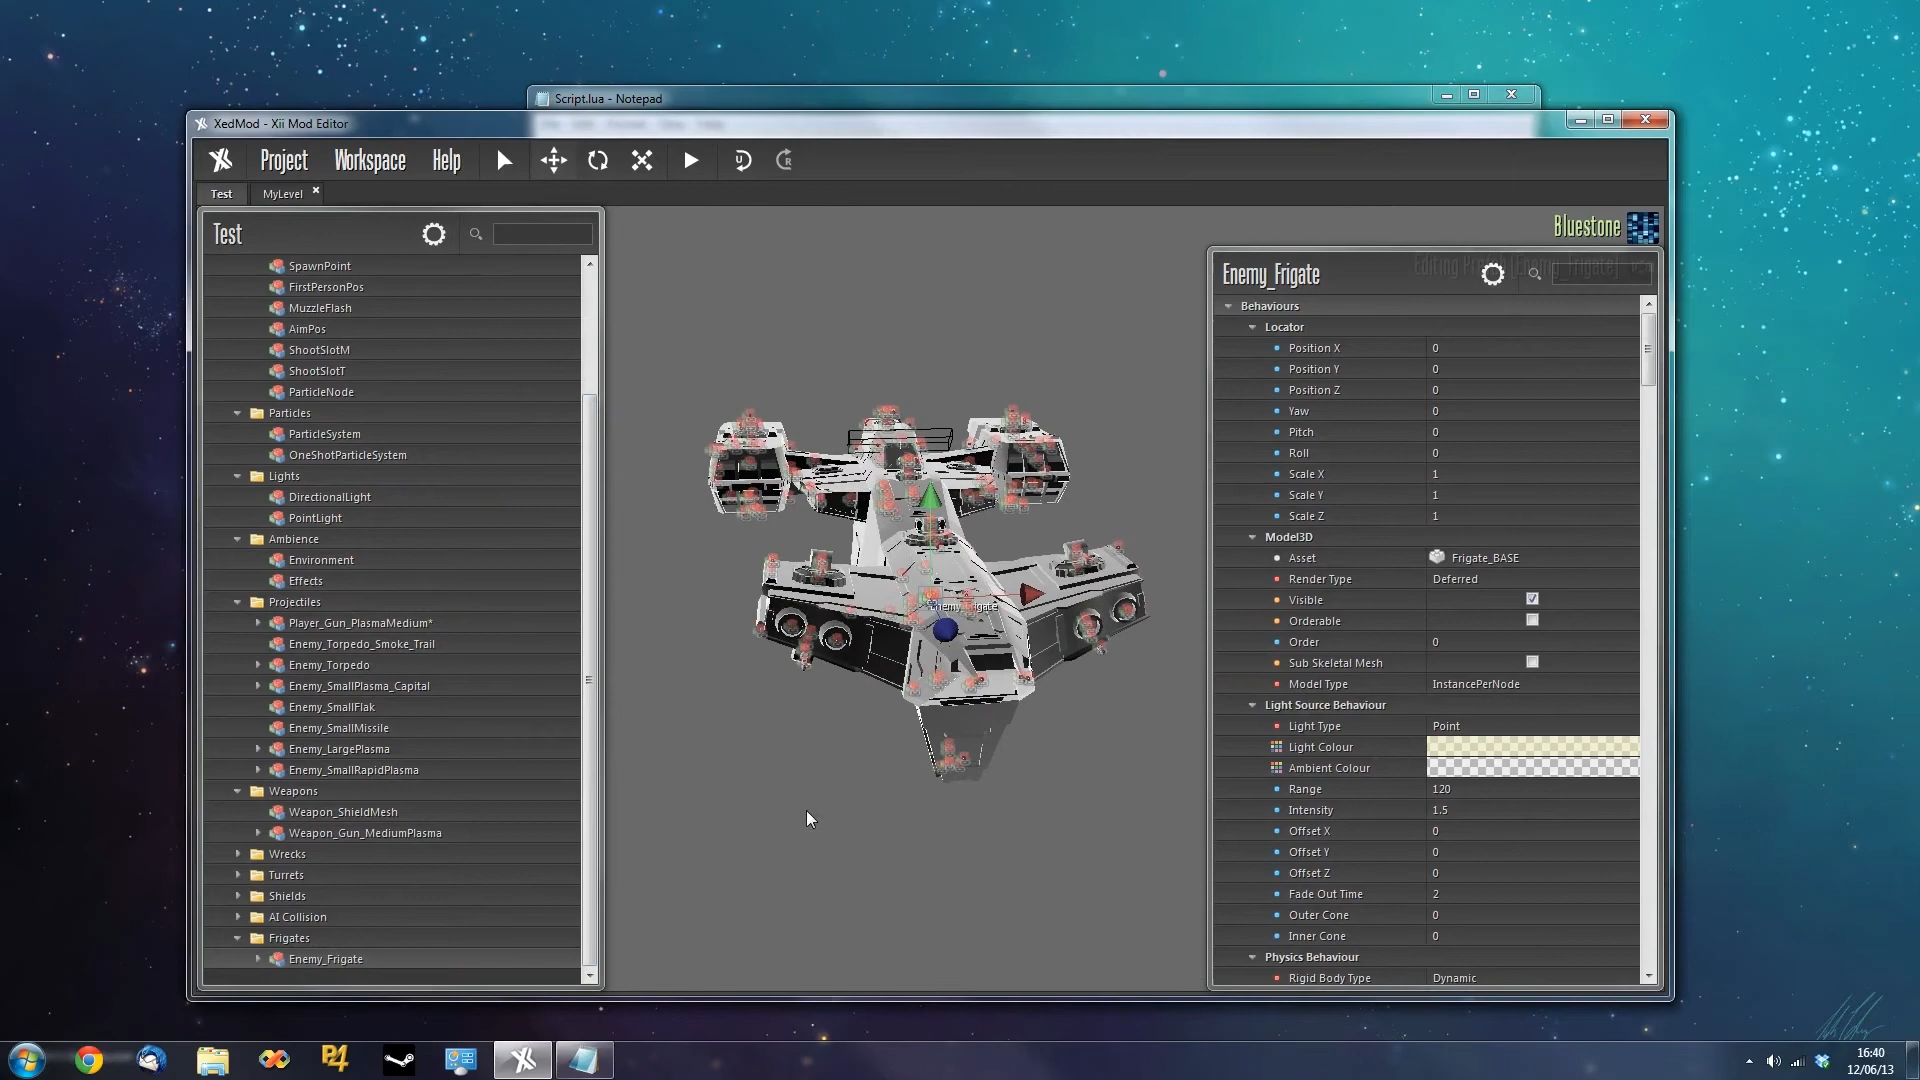 Script.lua - Notepad
XedMod - Xii Mod Editor
Project Workspace Help
Test MyLevel
Test
SpawnPoint
FirstPersonPos
MuzzleFlash
AimPos
ShootSlotM
ShootSlotT
ParticleNode
Particles
ParticleSystem
OneShotParticleSystem
Lights
DirectionalLight
PointLight
Ambience
Environment
Effects
Projectiles
Player_Gun_PlasmaMedium*
Enemy_Torpedo_Smoke_Trail
Enemy_Torpedo
Enemy_SmallPlasma_Capital
Enemy_SmallFlak
Enemy_SmallMissile
Enemy_LargePlasma
Enemy_SmallRapidPlasma
Weapons
Weapon_ShieldMesh
Weapon_Gun_MediumPlasma
Wrecks
Turrets
Shields
AI Collision
Frigates
Enemy_Frigate
Enemy_Frigate
Bluestone
Editing Prefab [Enemy_Frigate]
Enemy_Frigate
Behaviours
Locator
Position X 0
Position Y 0
Position Z 0
Yaw 0
Pitch 0
Roll 0
Scale X 1
Scale Y 1
Scale Z 1
Model3D
Asset Frigate_BASE
Render Type Deferred
Visible
Orderable
Order 0
Sub Skeletal Mesh
Model Type InstancePerNode
Light Source Behaviour
Light Type Point
Light Colour
Ambient Colour
Range 120
Intensity 1.5
Offset X 0
Offset Y 0
Offset Z 0
Fade Out Time 2
Outer Cone 0
Inner Cone 0
Physics Behaviour
Rigid Body Type Dynamic
P4
16:40
12/06/13